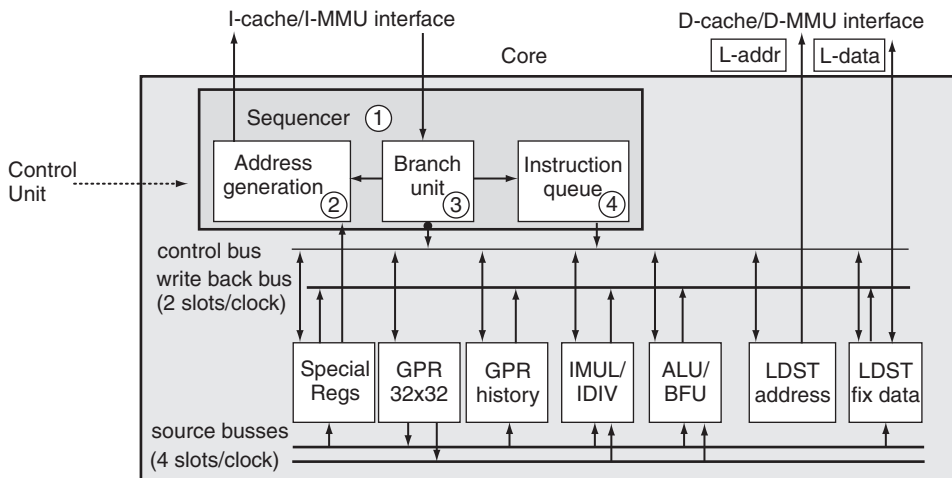 I-cache/I-MMU interface
D-cache/D-MMU interface
Core
L-addr
L-data
Sequencer 1
Control
Unit
Address
generation
2
Branch
unit
3
Instruction
queue
4
control bus
write back bus
(2 slots/clock)
Special
Regs
GPR
32x32
GPR
history
IMUL/
IDIV
ALU/
BFU
LDST
address
LDST
fix data
source busses
(4 slots/clock)